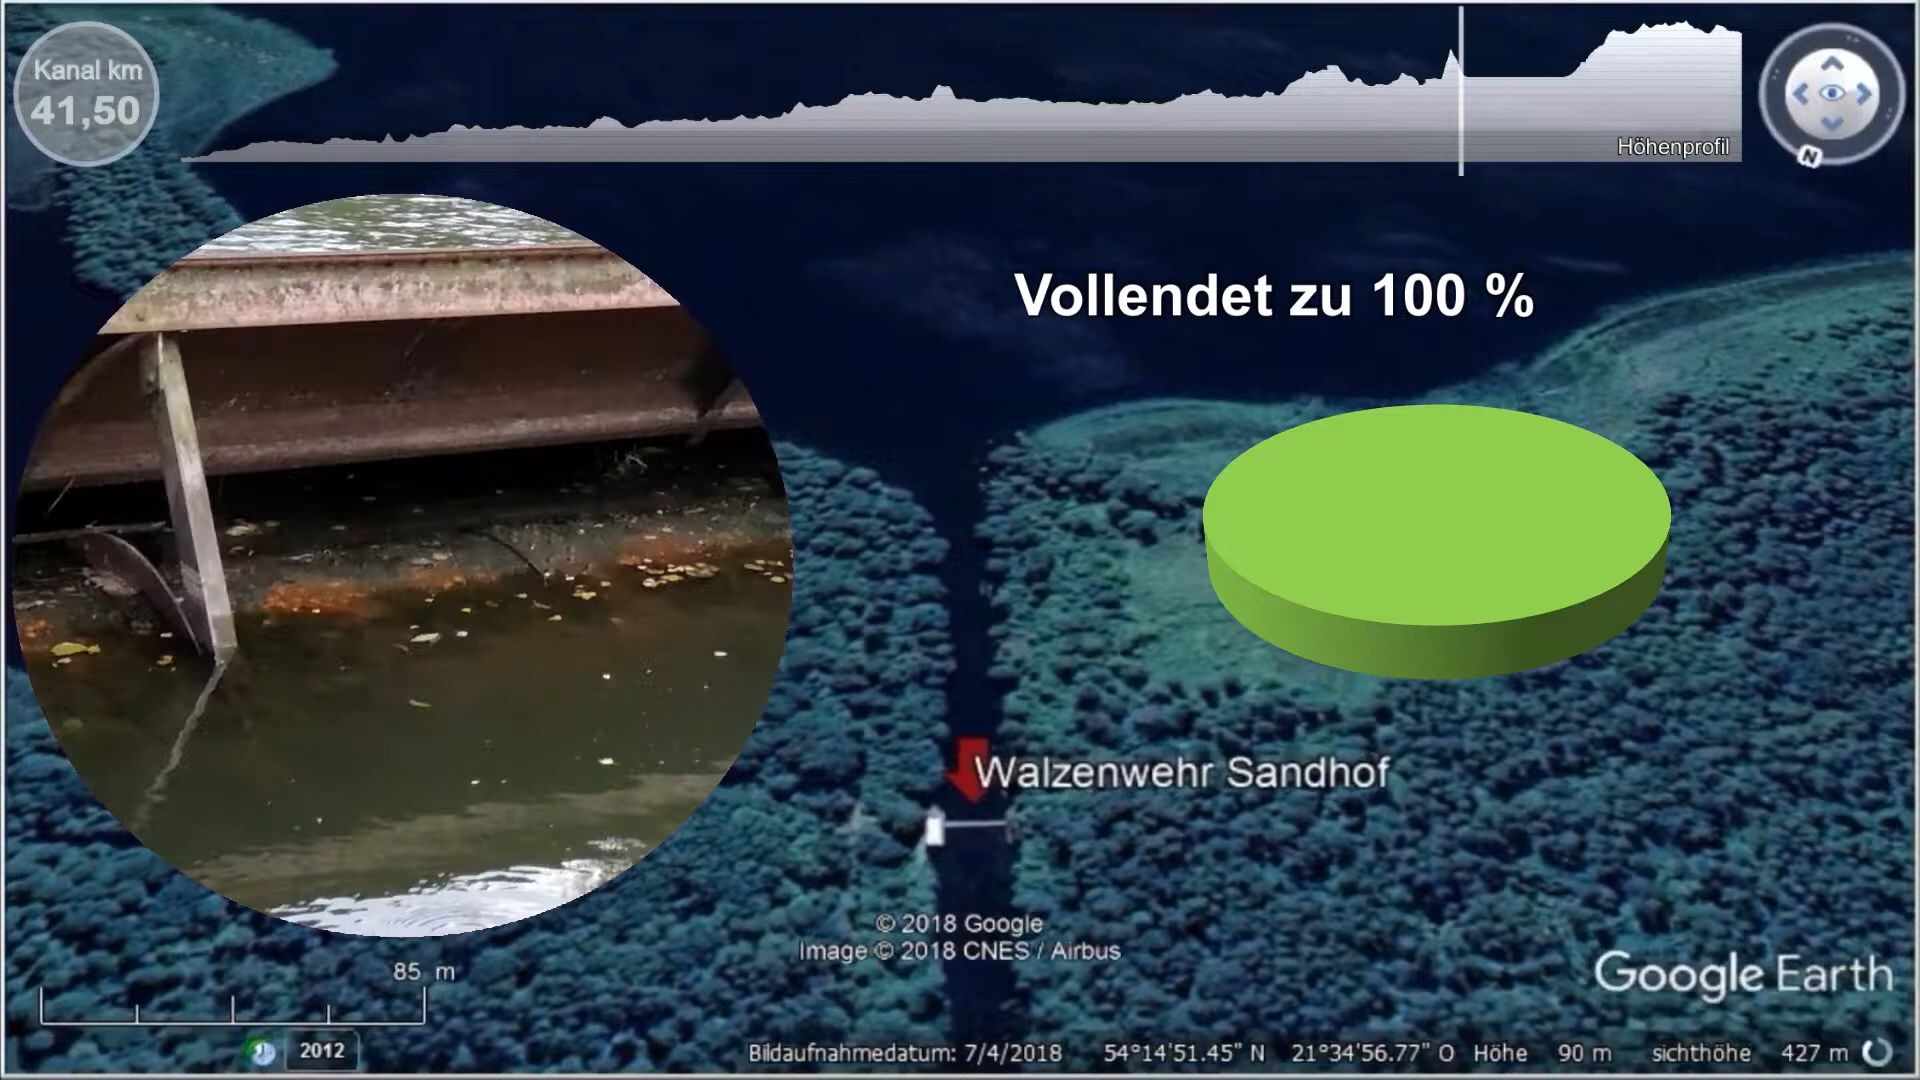 Kanal km
41,50
Höhenprofil
N
Vollendet zu 100 %
Walzenwehr Sandhof
© 2018 Google
Image © 2018 CNES / Airbus
85 m
Google Earth
2012
Bildaufnahmedatum: 7/4/2018 54°14'51.45" N 21°34'56.77" O Höhe 90 m sichthöhe 427 m